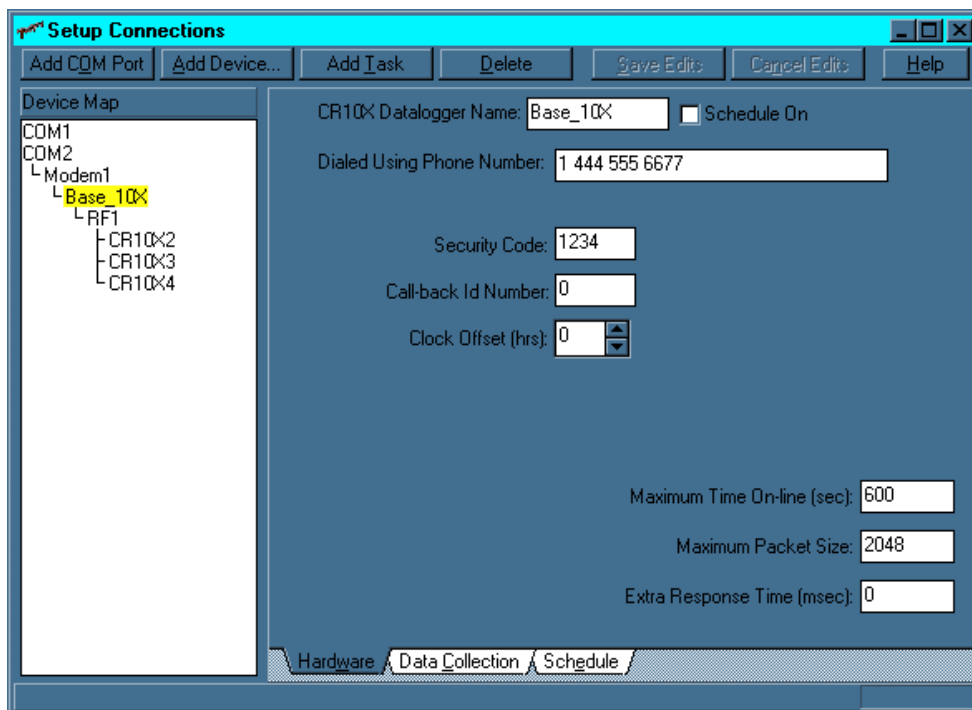 Setup Connections
Add COM Port Add Device... Add Task Delete Save Edits Cancel Edits Help
Device Map
COM1
COM2
Modem1
Base_10X
RF1
CR10X2
CR10X3
CR10X4
CR10X Datalogger Name: Base_10X Schedule On
Dialed Using Phone Number: 1 444 555 6677
Security Code: 1234
Call-back Id Number: 0
Clock Offset (hrs): 0
Maximum Time On-line (sec): 600
Maximum Packet Size: 2048
Extra Response Time (msec): 0
Hardware Data Collection Schedule